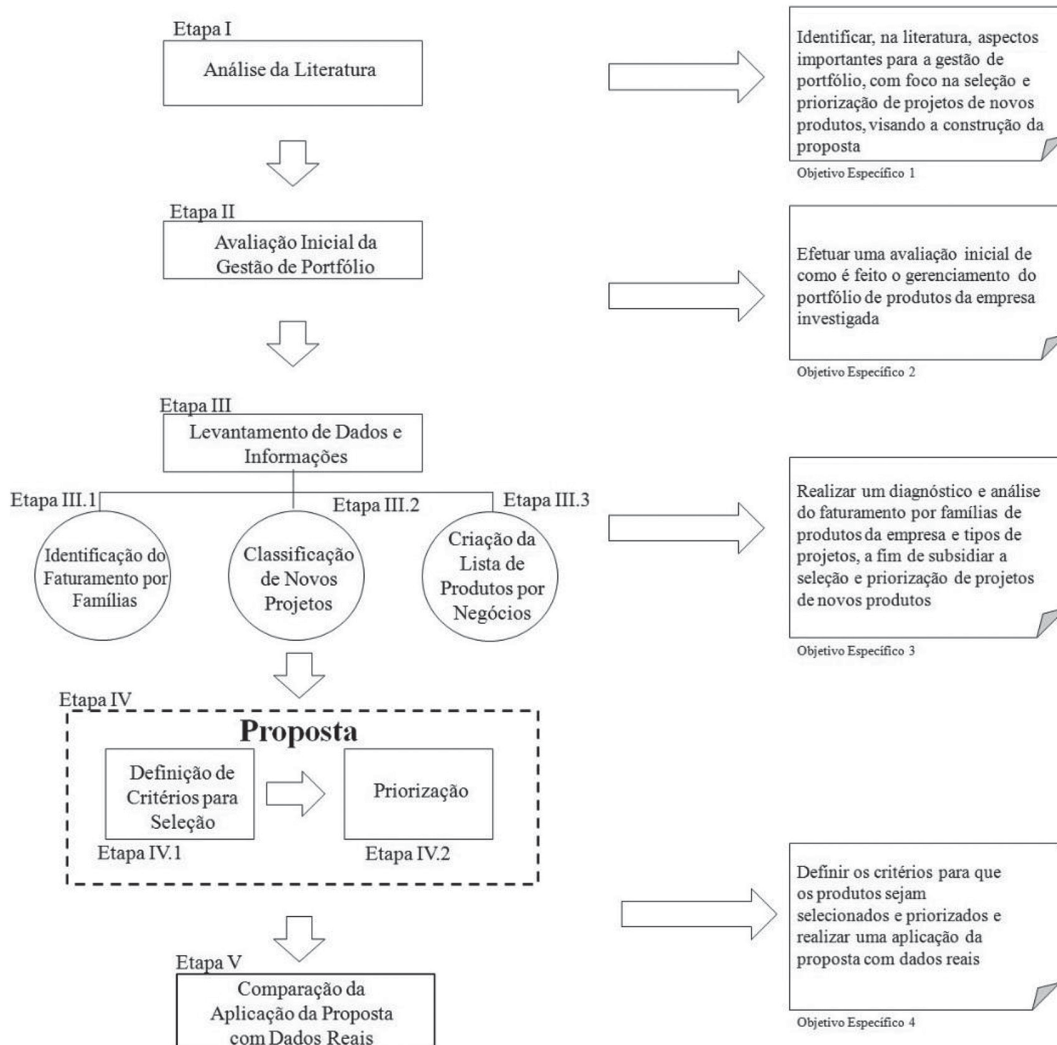 Etapa I
Análise da Literatura
Identificar, na literatura, aspectos
importantes para a gestão de
portfólio, com foco na seleção e
priorização de projetos de novos
produtos, visando a construção da
proposta
Objetivo Específico 1
Etapa II
Avaliação Inicial da
Gestão de Portfólio
Efetuar uma avaliação inicial de
como é feito o gerenciamento do
portfólio de produtos da empresa
investigada
Objetivo Específico 2
Etapa III
Levantamento de Dados e
Informações
Etapa III.1
Identificação do
Faturamento por
Famílias
Etapa III.2
Classificação
de Novos
Projetos
Etapa III.3
Criação da
Lista de
Produtos por
Negócios
Realizar um diagnóstico e análise
do faturamento por famílias de
produtos da empresa e tipos de
projetos, a fim de subsidiar a
seleção e priorização de projetos
de novos produtos
Objetivo Específico 3
Etapa IV
Proposta
Definição de
Critérios para
Seleção
Etapa IV.1
Priorização
Etapa IV.2
Definir os critérios para que
os produtos sejam
selecionados e priorizados e
realizar uma aplicação da
proposta com dados reais
Objetivo Específico 4
Etapa V
Comparação da
Aplicação da Proposta
com Dados Reais